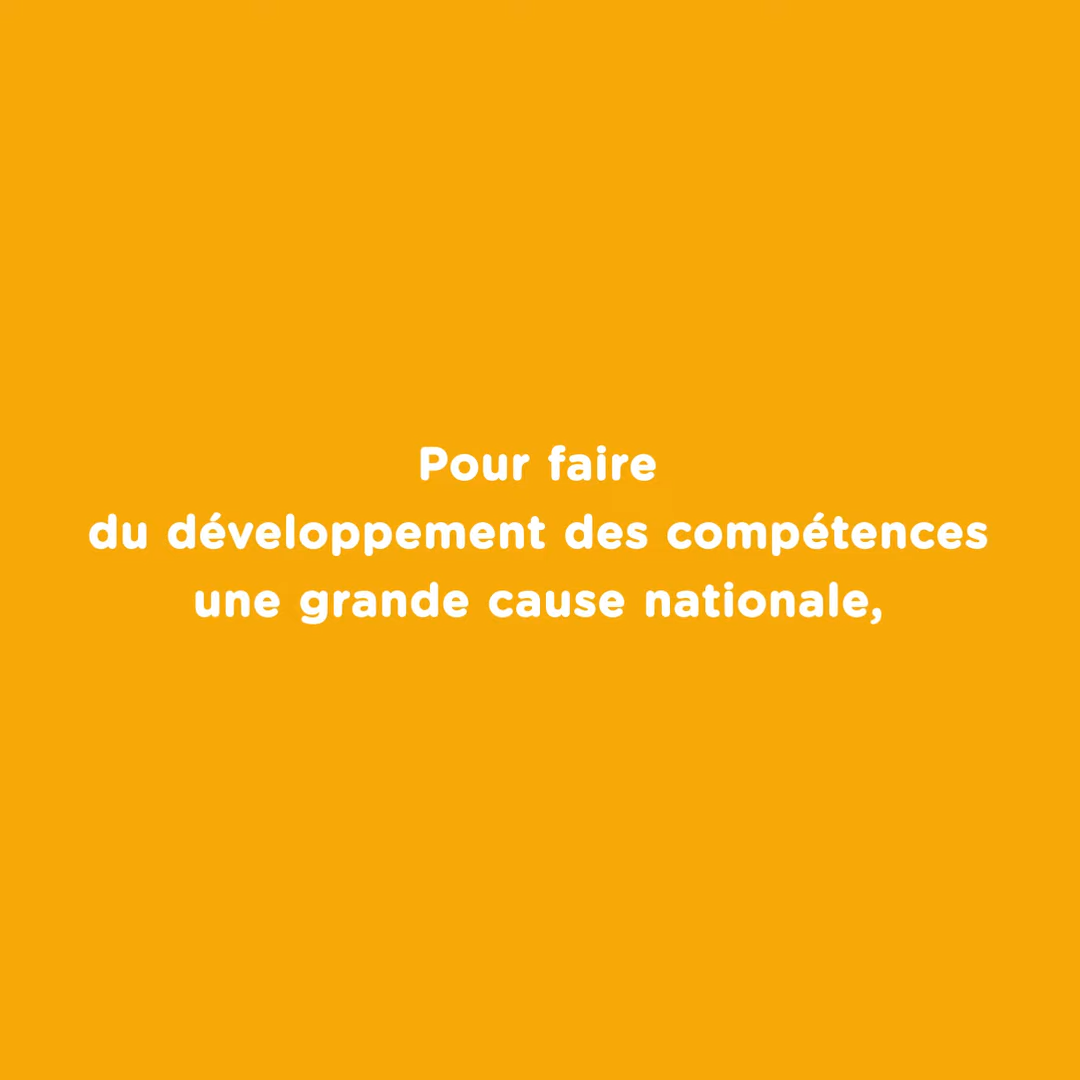 Pour faire
du développement des compétences
une grande cause nationale,